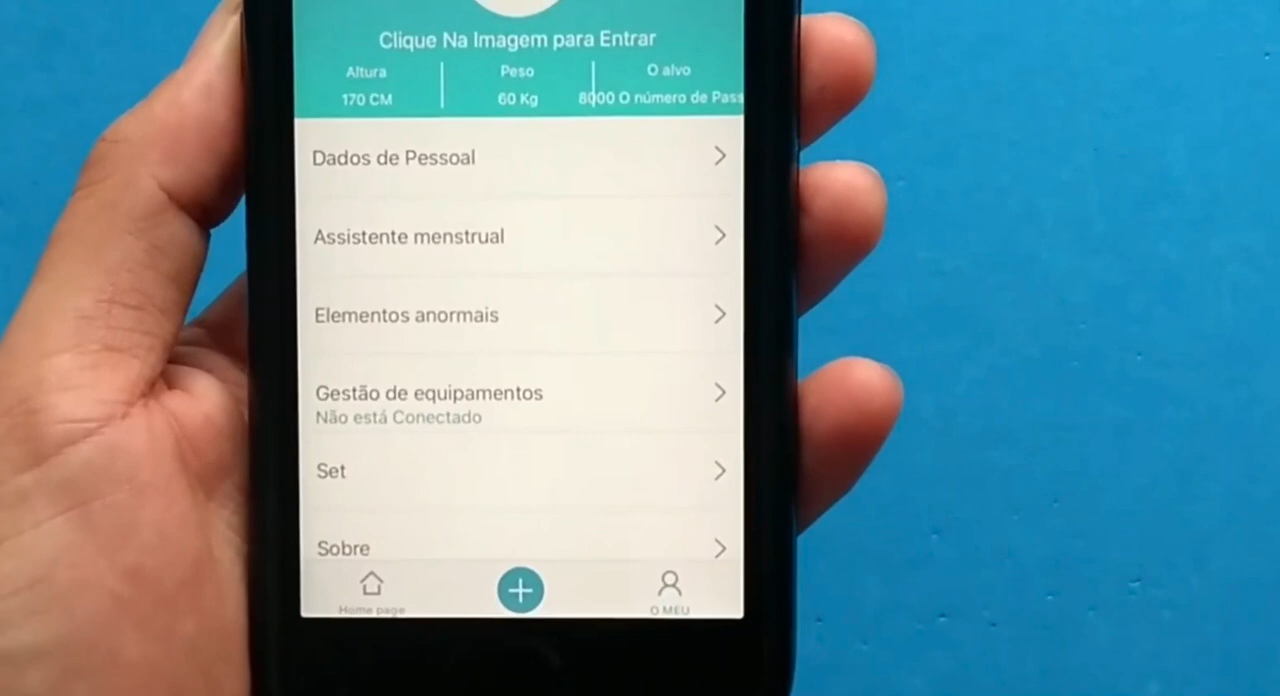 Clique Na Imagem para Entrar
Altura
Peso
O alvo
170 CM
60 Kg
8000 O número de Pass
Dados de Pessoal
Assistente menstrual
Elementos anormais
Gestão de equipamentos
Não está Conectado
Set
Sobre
Home page
O MEU